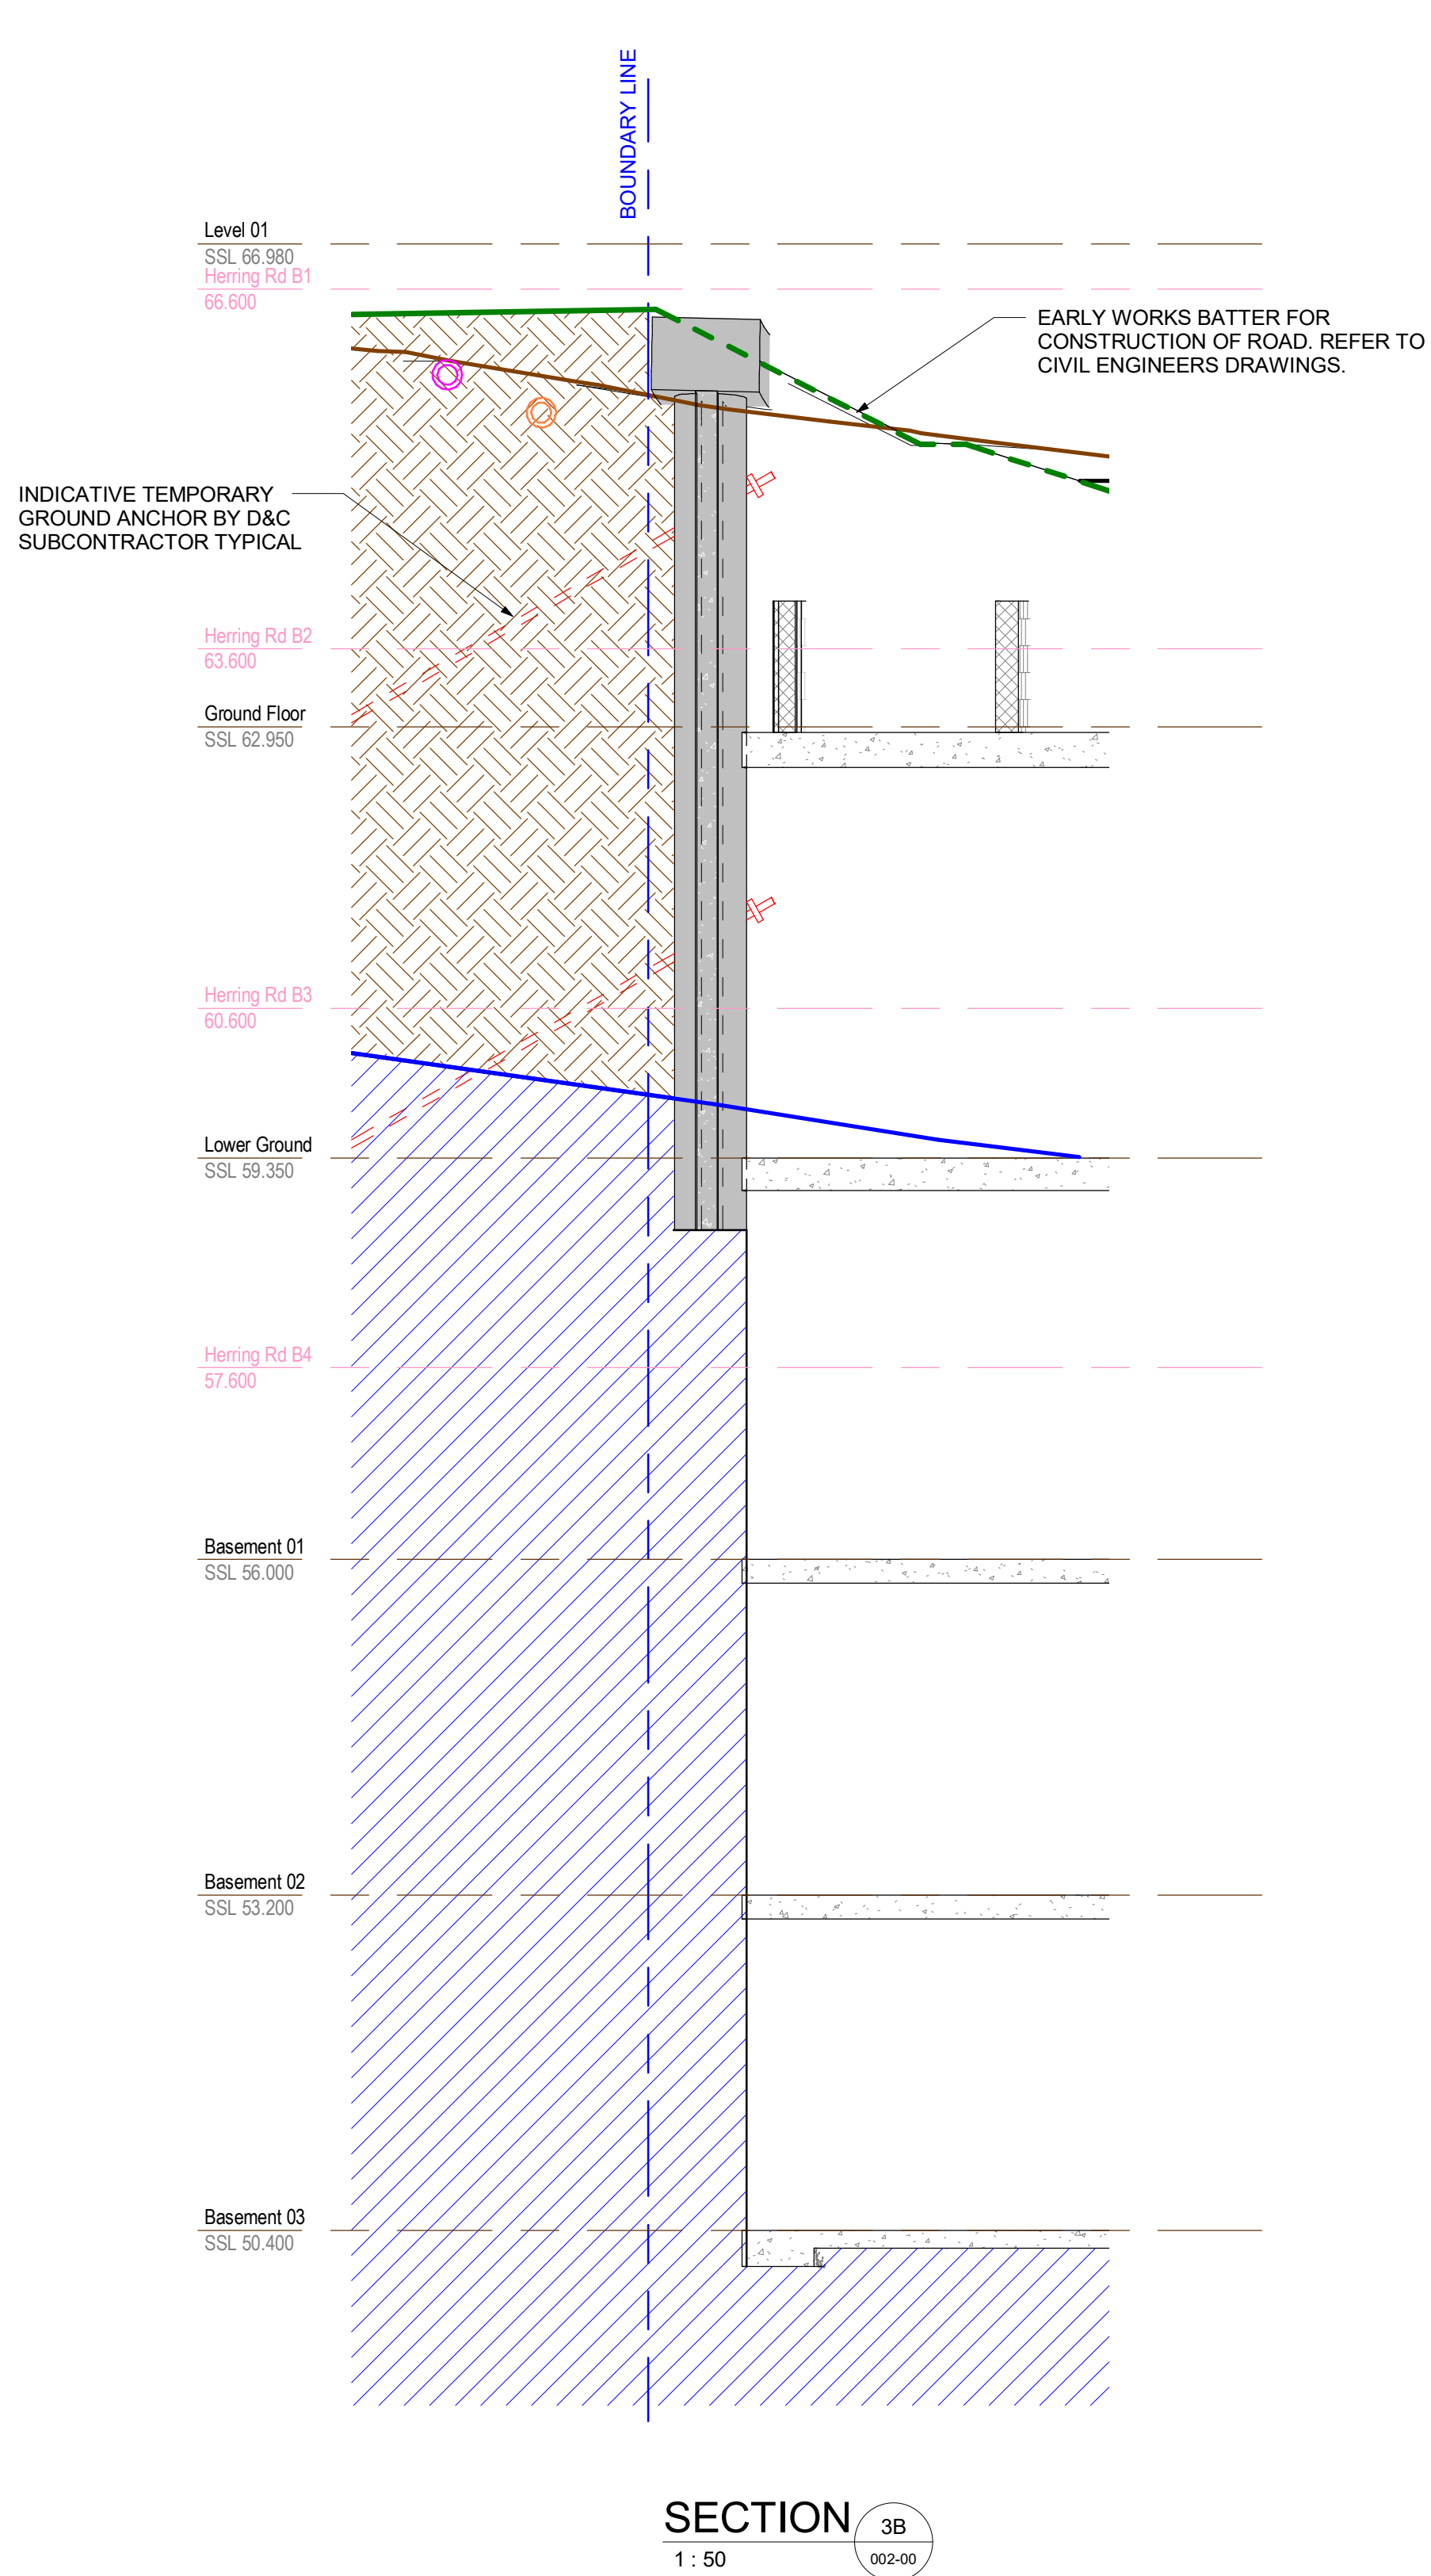 BOUNDARY LINE
Level 01
SSL 66.980
Herring Rd B1
66.600
EARLY WORKS BATTER FOR
CONSTRUCTION OF ROAD. REFER TO
CIVIL ENGINEERS DRAWINGS.
INDICATIVE TEMPORARY
GROUND ANCHOR BY D&C
SUBCONTRACTOR TYPICAL
Herring Rd B2
63.600
Ground Floor
SSL 62.950
Herring Rd B3
60.600
Lower Ground
SSL 59.350
Herring Rd B4
57.600
Basement 01
SSL 56.000
Basement 02
SSL 53.200
Basement 03
SSL 50.400
SECTION
1 : 50
3B
002-00